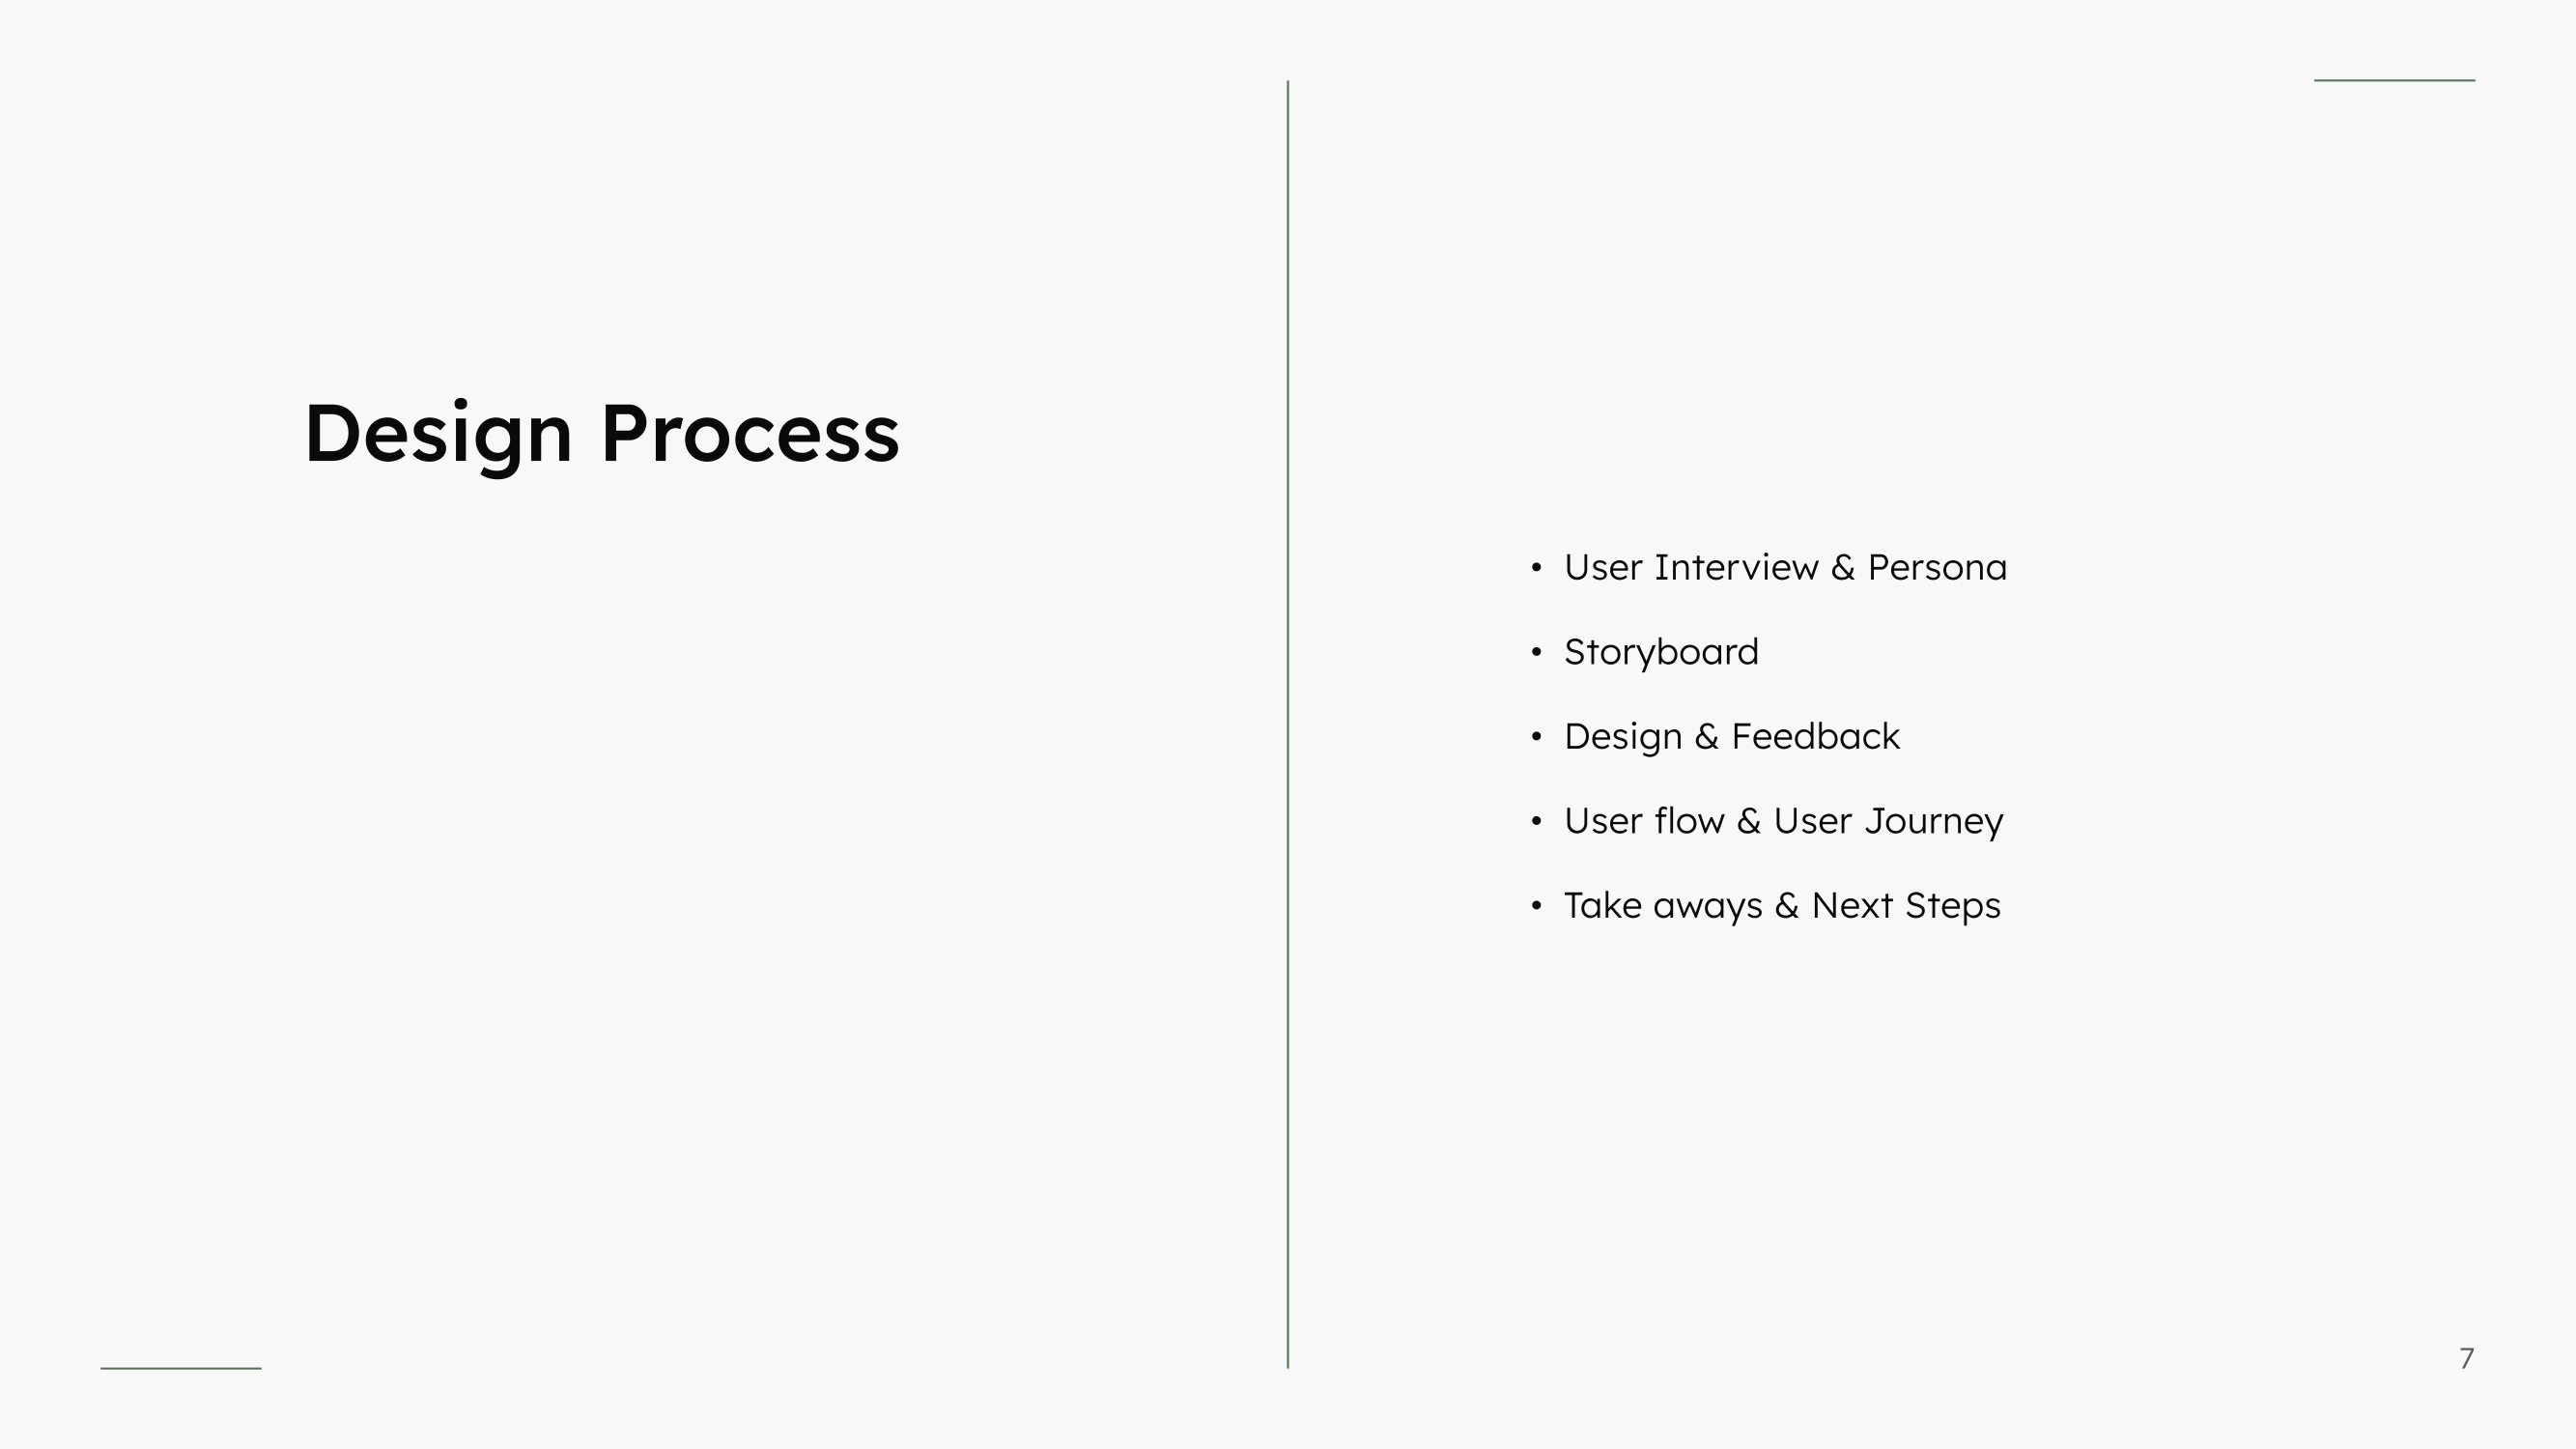 Design Process
• User Interview & Persona
• Storyboard
• Design & Feedback
• User flow & User Journey
• Take aways & Next Steps
7